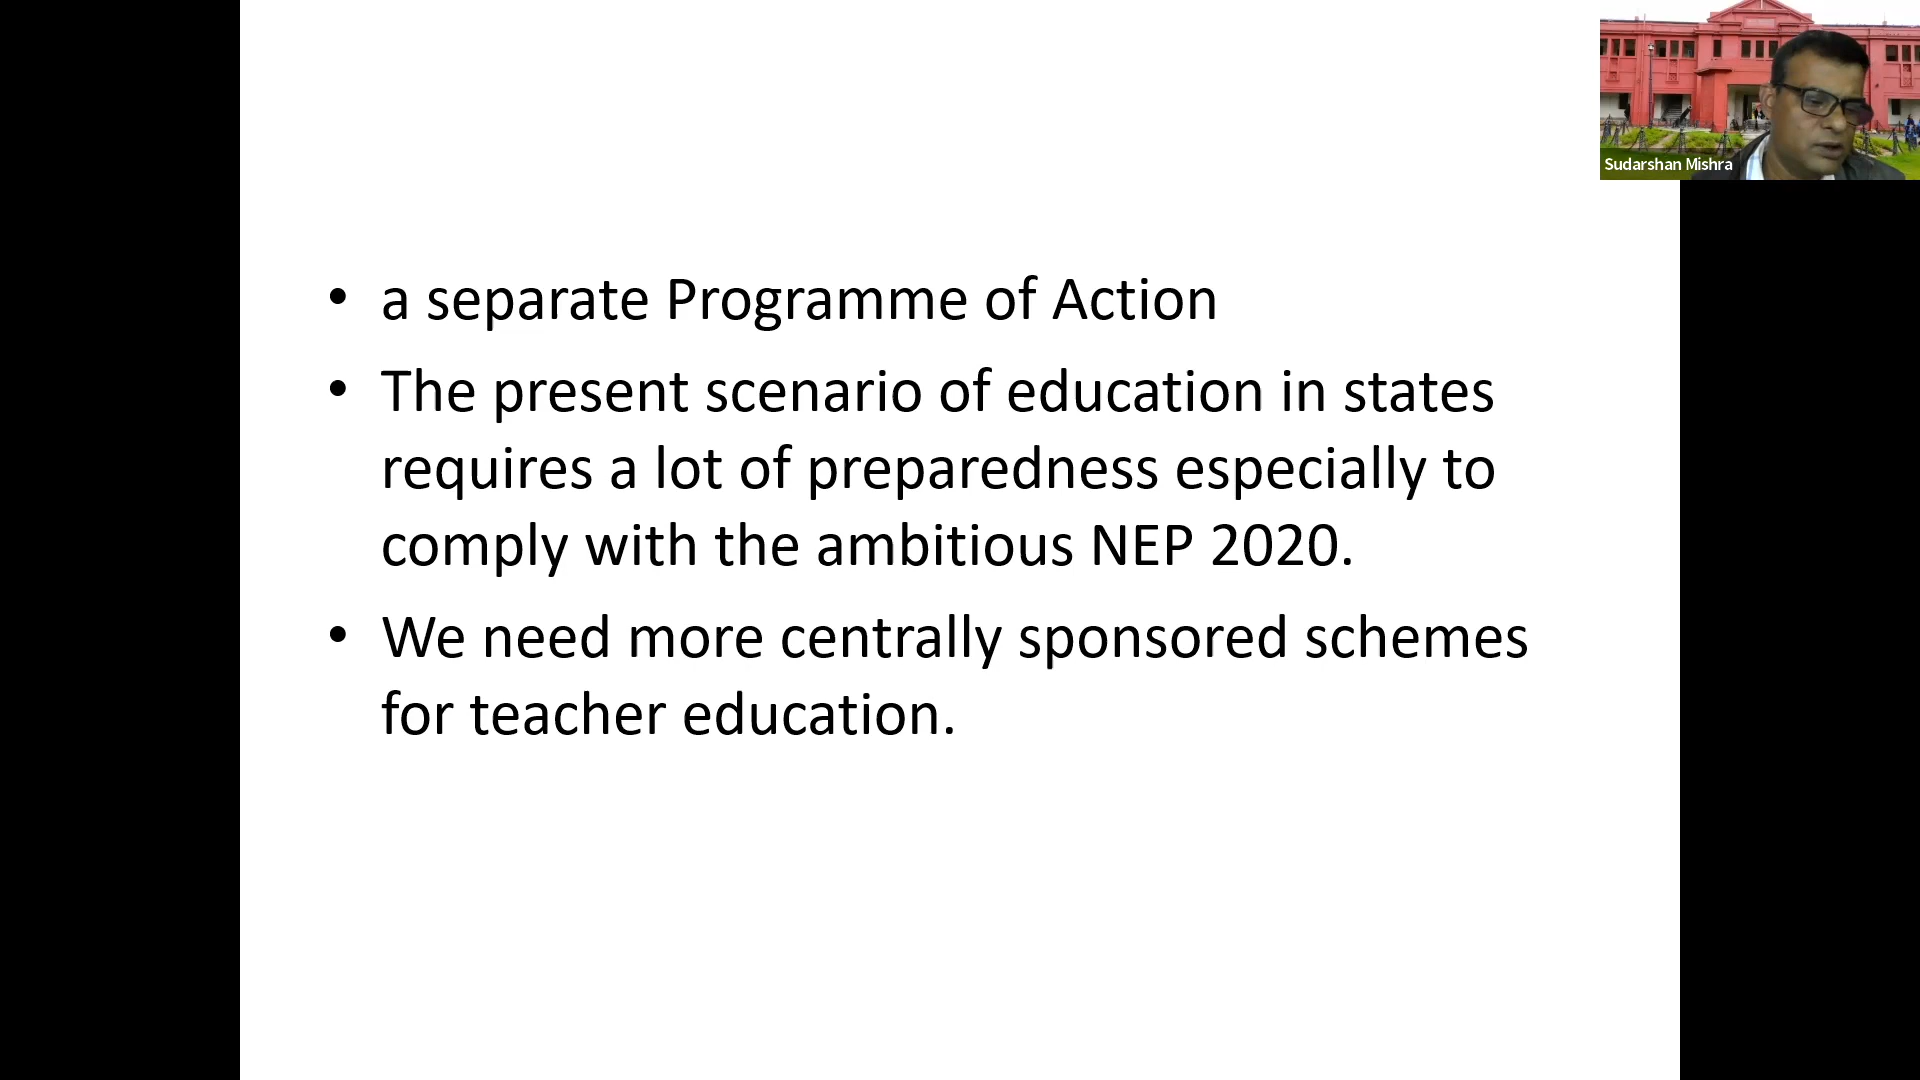 Sudarshan Mishra
• a separate Programme of Action
• The present scenario of education in states
requires a lot of preparedness especially to
comply with the ambitious NEP 2020.
• We need more centrally sponsored schemes
for teacher education.